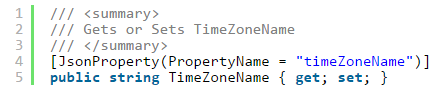 1 /// <summary>
2 /// Gets or Sets TimeZoneName
3 /// </summary>
4 [JsonProperty(PropertyName = "timeZoneName")]
5 public string TimeZoneName { get; set; }